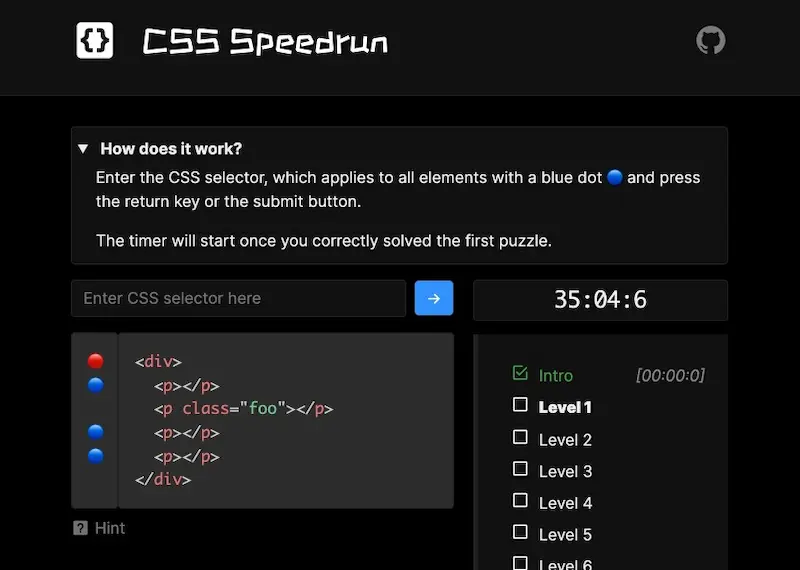 {}
CSS Speedrun
▼ How does it work?
Enter the CSS selector, which applies to all elements with a blue dot 🔵 and press
the return key or the submit button.
The timer will start once you correctly solved the first puzzle.
Enter CSS selector here
→
35:04:6
<div>
<p></p>
<p class="foo"></p>
<p></p>
<p></p>
</div>
? Hint
Intro [00:00:0]
Level 1
Level 2
Level 3
Level 4
Level 5
Level 6